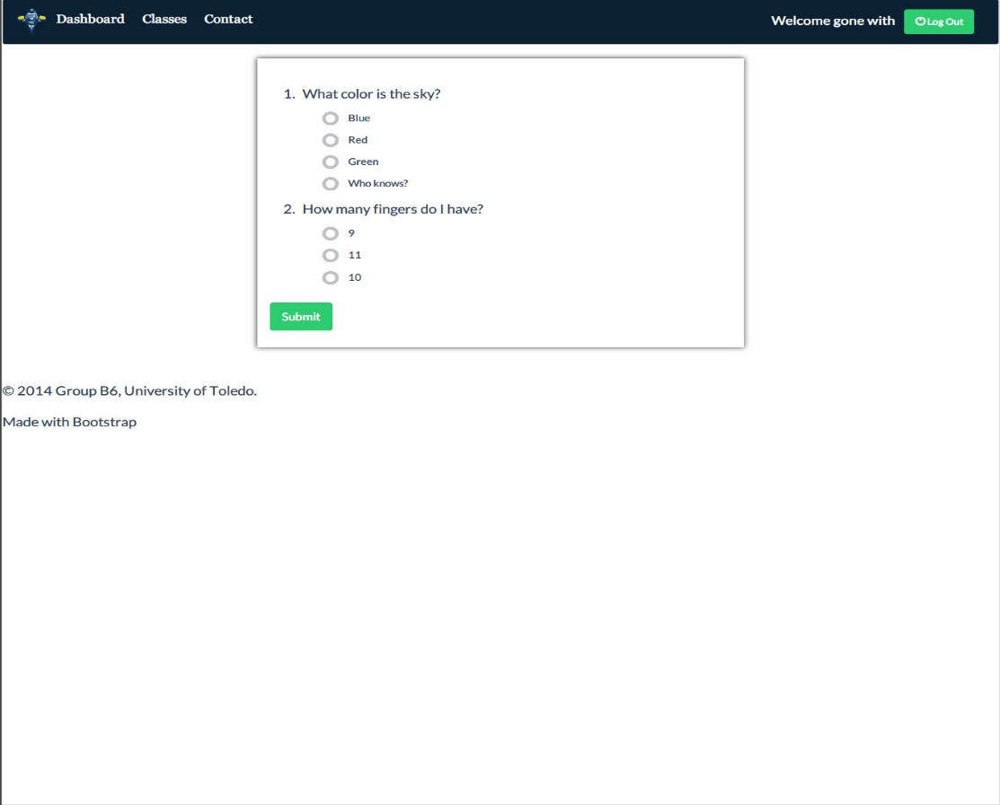 Dashboard Classes Contact Welcome gone with Log Out
1. What color is the sky?
Blue
Red
Green
Who knows?
2. How many fingers do I have?
9
11
10
Submit
© 2014 Group B6, University of Toledo.
Made with Bootstrap